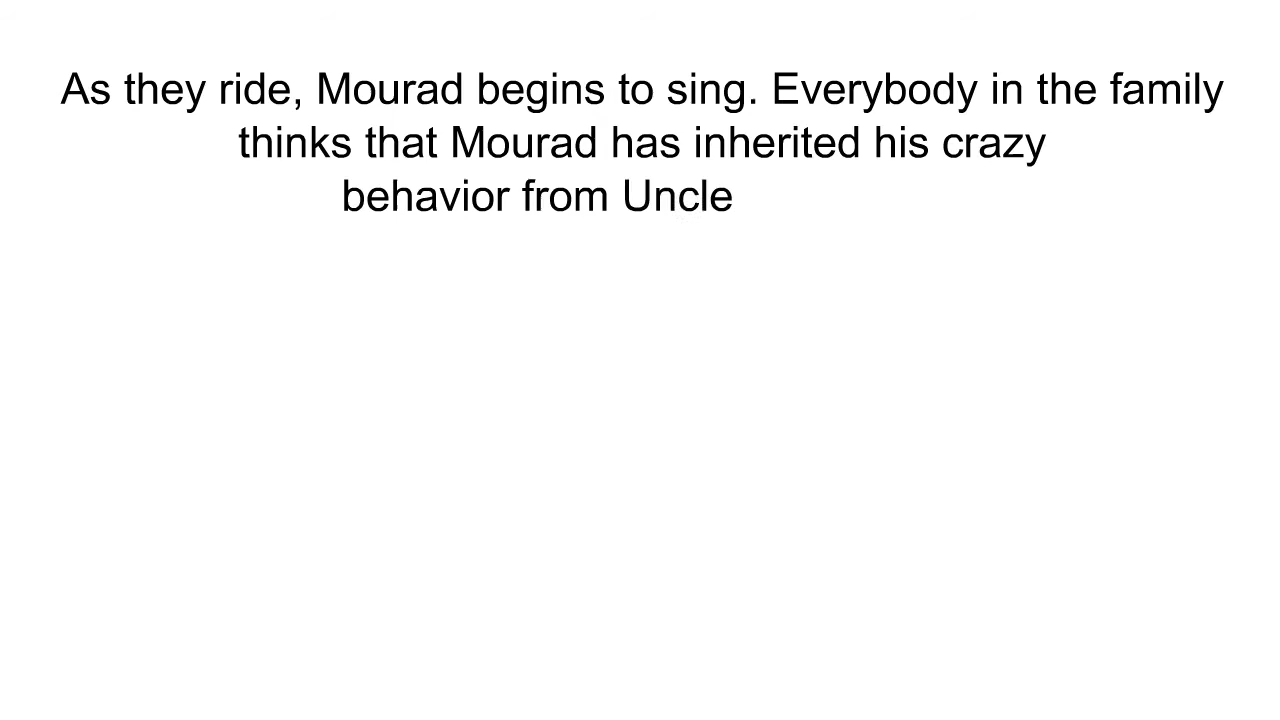 As they ride, Mourad begins to sing. Everybody in the family
thinks that Mourad has inherited his crazy
behavior from Uncle